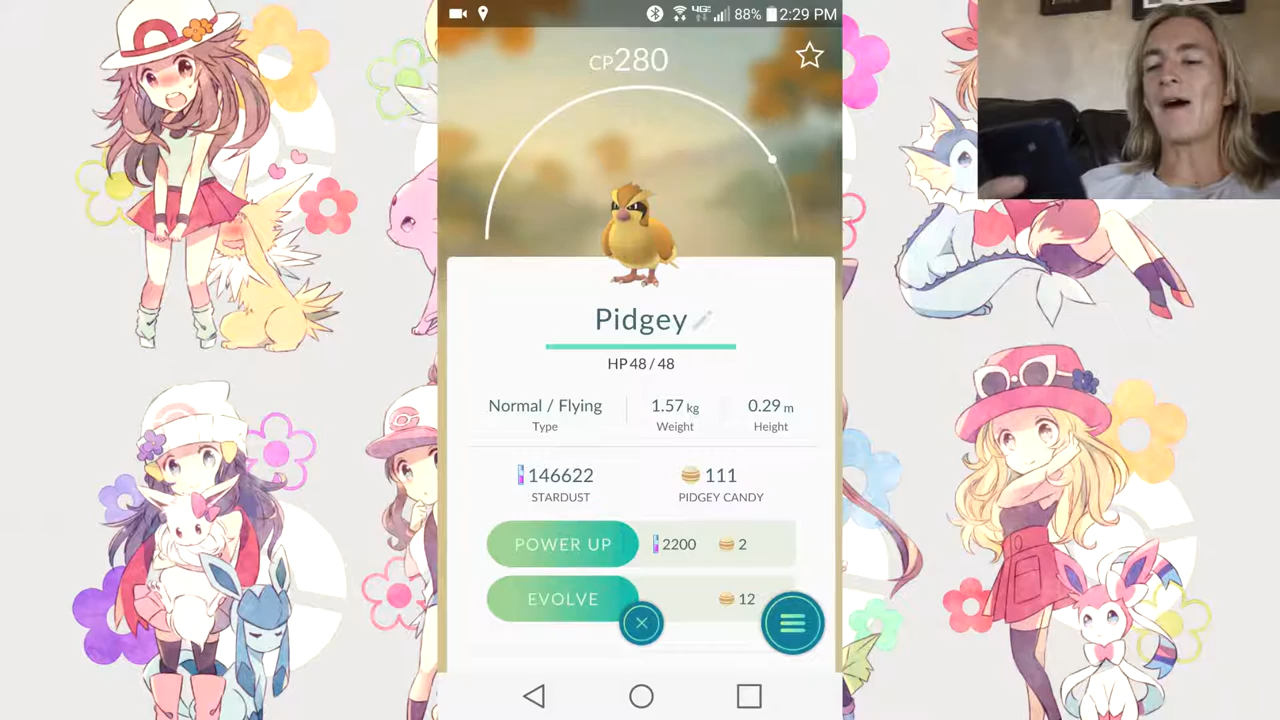 4G 88% 2:29 PM
CP280
Pidgey
HP 48 / 48
Normal / Flying 1.57 kg 0.29 m
Type Weight Height
146622 111
STARDUST PIDGEY CANDY
POWER UP 2200 2
EVOLVE 12